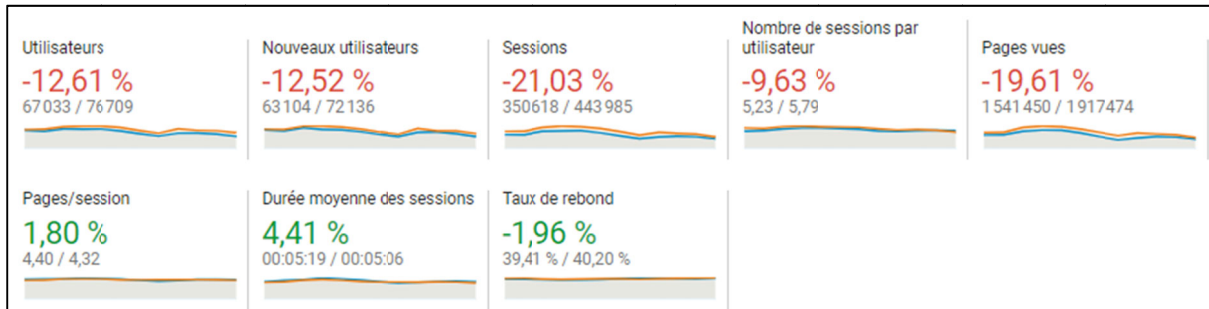 Utilisateurs
-12,61 %
67 033 / 76 709
Nouveaux utilisateurs
-12,52 %
63 104 / 72 136
Sessions
-21,03 %
350 618 / 443 985
Nombre de sessions par
utilisateur
-9,63 %
5,23 / 5,79
Pages vues
-19,61 %
1 541 450 / 1 917 474
Pages/session
1,80 %
4,40 / 4,32
Durée moyenne des sessions
4,41 %
00:05:19 / 00:05:06
Taux de rebond
-1,96 %
39,41 % / 40,20 %